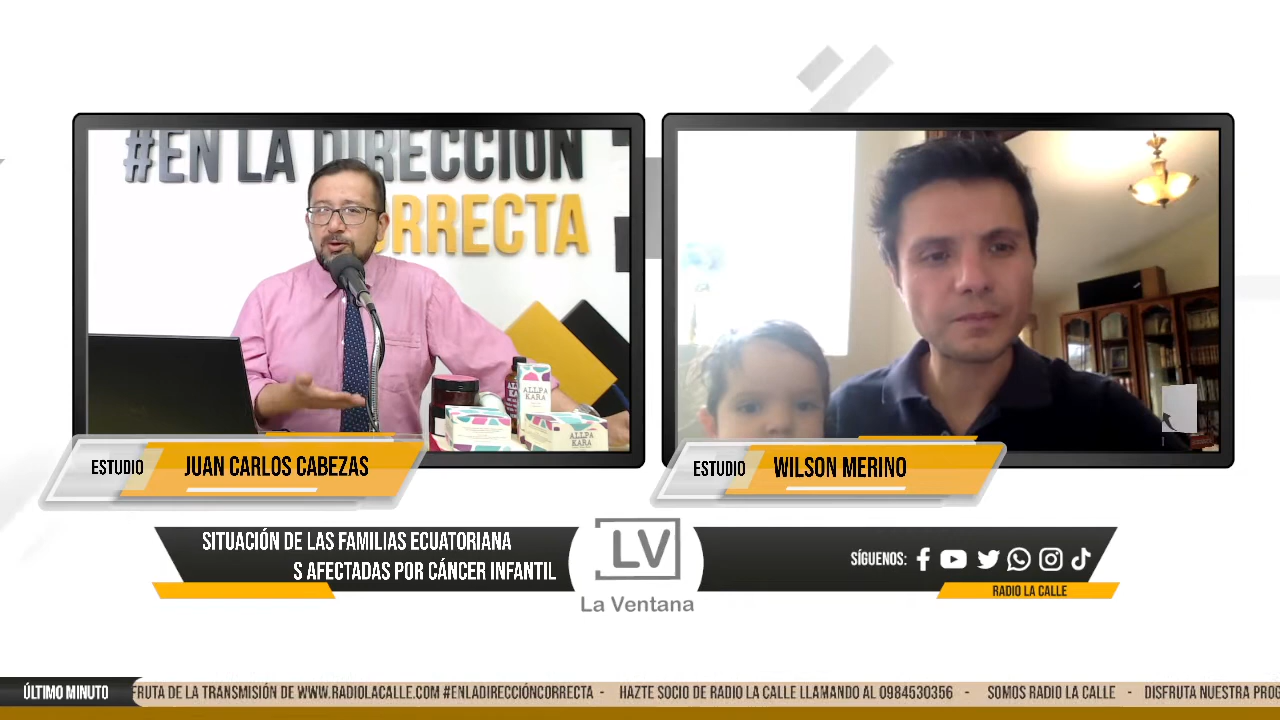 #EN LA DIRECCIÓN
CORRECTA
ALLPA
KARA
ALLPA
KARA
ESTUDIO
JUAN CARLOS CABEZAS
ESTUDIO
WILSON MERINO
SITUACIÓN DE LAS FAMILIAS ECUATORIANA
S AFECTADAS POR CÁNCER INFANTIL
LV
La Ventana
SÍGUENOS:
RADIO LA CALLE
ÚLTIMO MINUTO
FRUTA DE LA TRANSMISIÓN DE WWW.RADIOLACALLE.COM #ENLADIRECCIÓNCORRECTA - HAZTE SOCIO DE RADIO LA CALLE LLAMANDO AL 0984530356 - SOMOS RADIO LA CALLE - DISFRUTA NUESTRA PROG